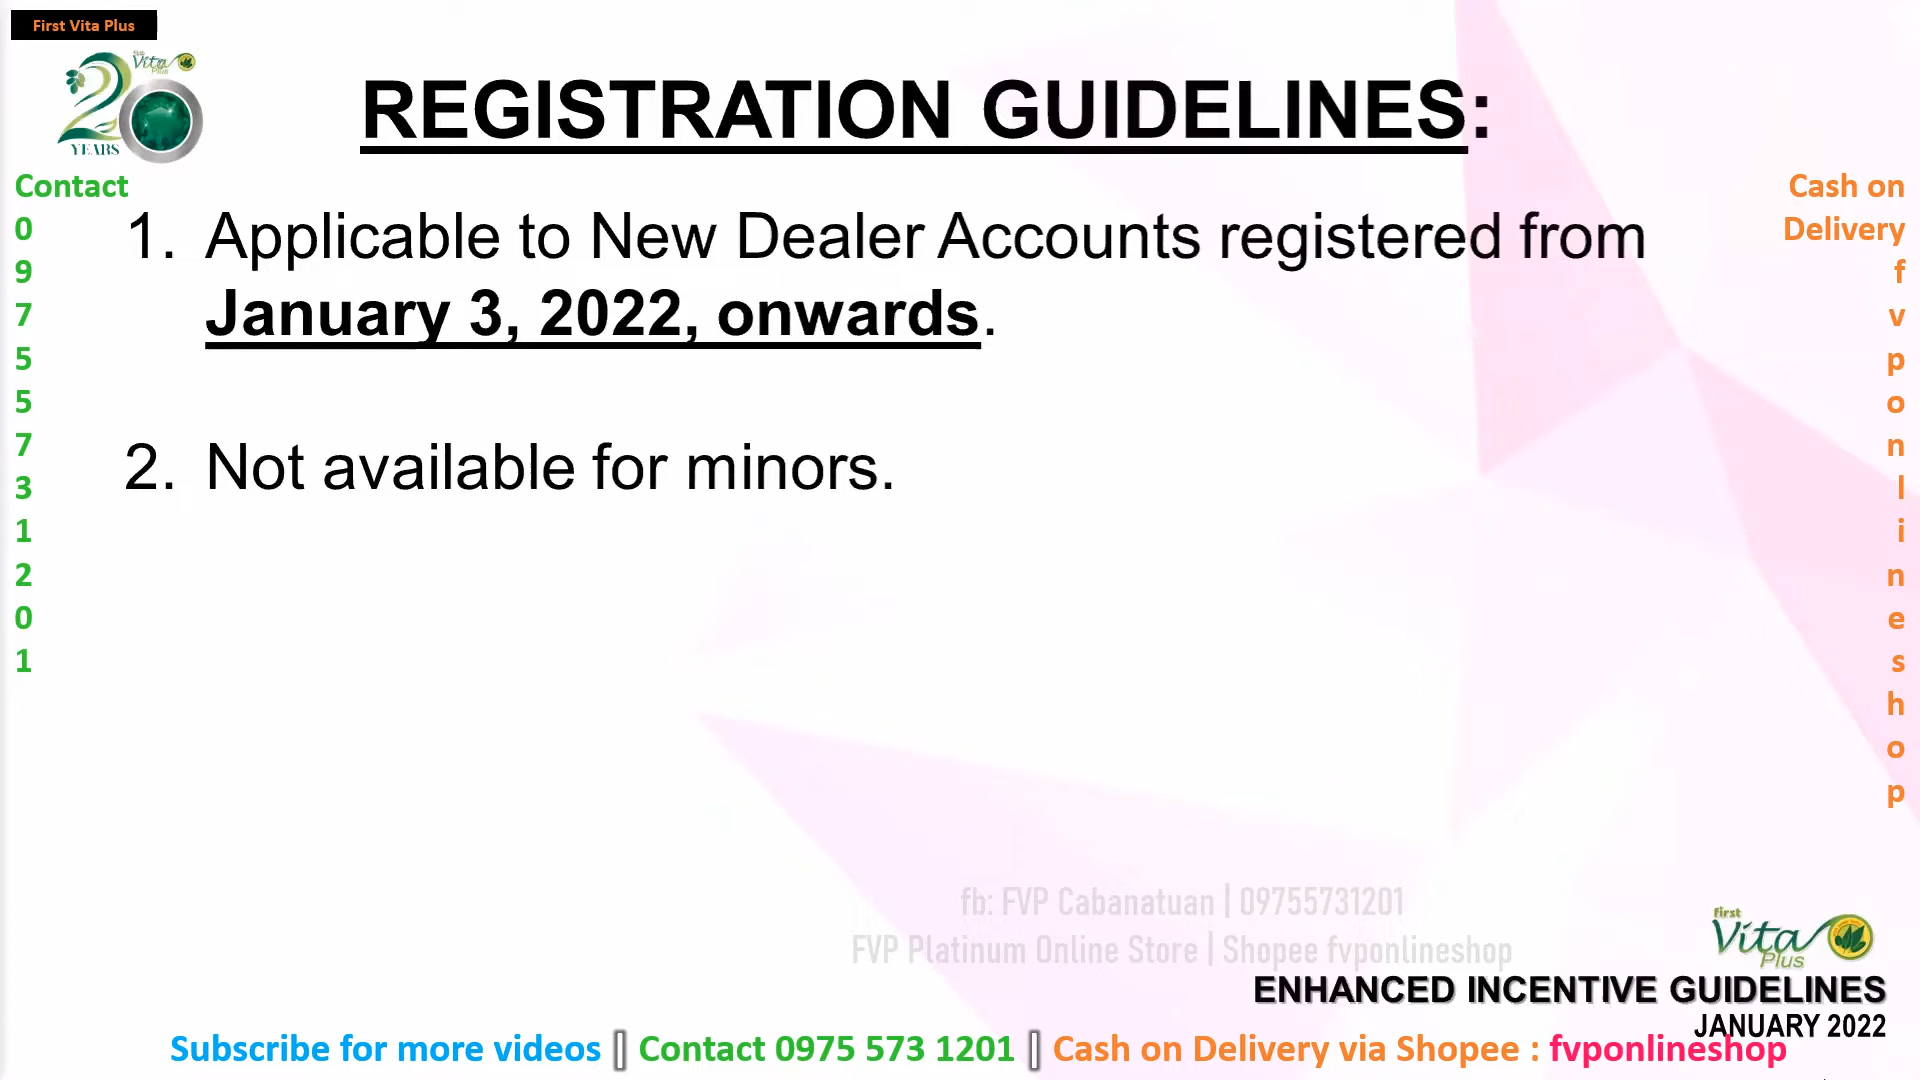 First Vita Plus
first
Vita
Plus
20
YEARS
REGISTRATION GUIDELINES:
Contact
0
9
7
5
5
7
3
1
2
0
1
1. Applicable to New Dealer Accounts registered from
January 3, 2022, onwards.
2. Not available for minors.
Cash on
Delivery
f
v
p
o
n
l
i
n
e
s
h
o
p
fb: FVP Cabanatuan | 09755731201
FVP Platinum Online Store | Shopee fvponlineshop
first
Vita
Plus
ENHANCED INCENTIVE GUIDELINES
JANUARY 2022
Subscribe for more videos || Contact 0975 573 1201 || Cash on Delivery via Shopee : fvponlineshop